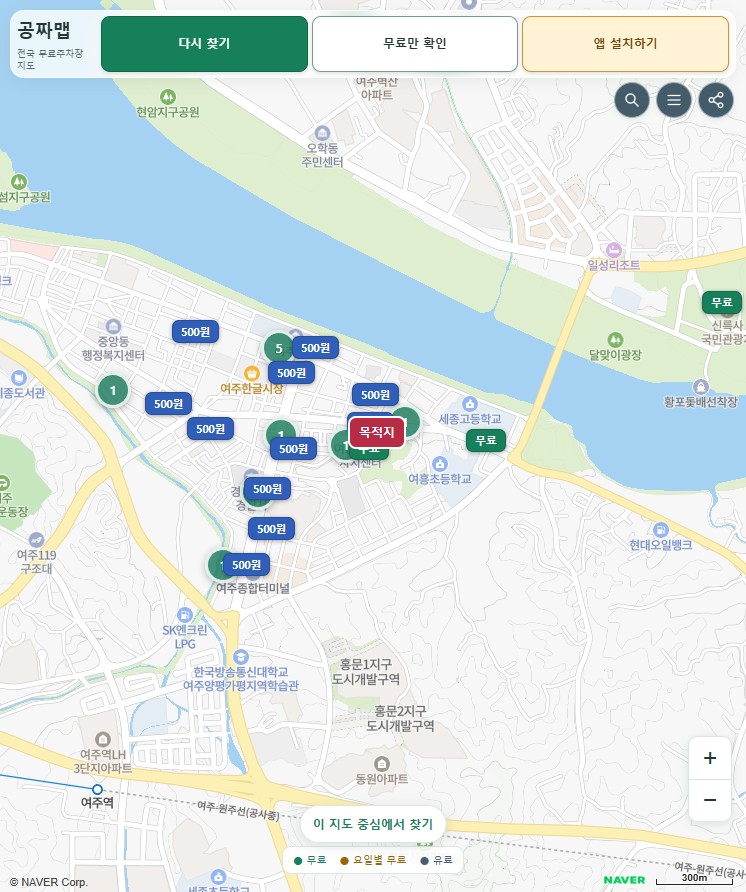 공짜맵
전국 무료주차장
지도
다시 찾기
무료만 확인
앱 설치하기
여주벽산
아파트
현암지구공원
오학동
주민센터
섬지구공원
일성리조트
무료
신륵사
국민관광지
500원
5
500원
중앙동
행정복지센터
달맞이광장
500원
1
여주한글시장
세종도서관
황포돛배선착장
500원
500원
세종고등학교
500원
목적지
무료
1
500원
여흥초등학교
500원
운동장
500원
현대오일뱅크
여주119
구조대
500원
여주종합터미널
SK엔크린
LPG
한국방송통신대학교
여주양평가평지역학습관
홍문1지구
도시개발구역
홍문2지구
도시개발구역
여주역LH
3단지아파트
동원아파트
여주역
여주-원주선(공사중)
이 지도 중심에서 찾기
무료
요일별 무료
유료
+
−
© NAVER Corp.
NAVER
300m